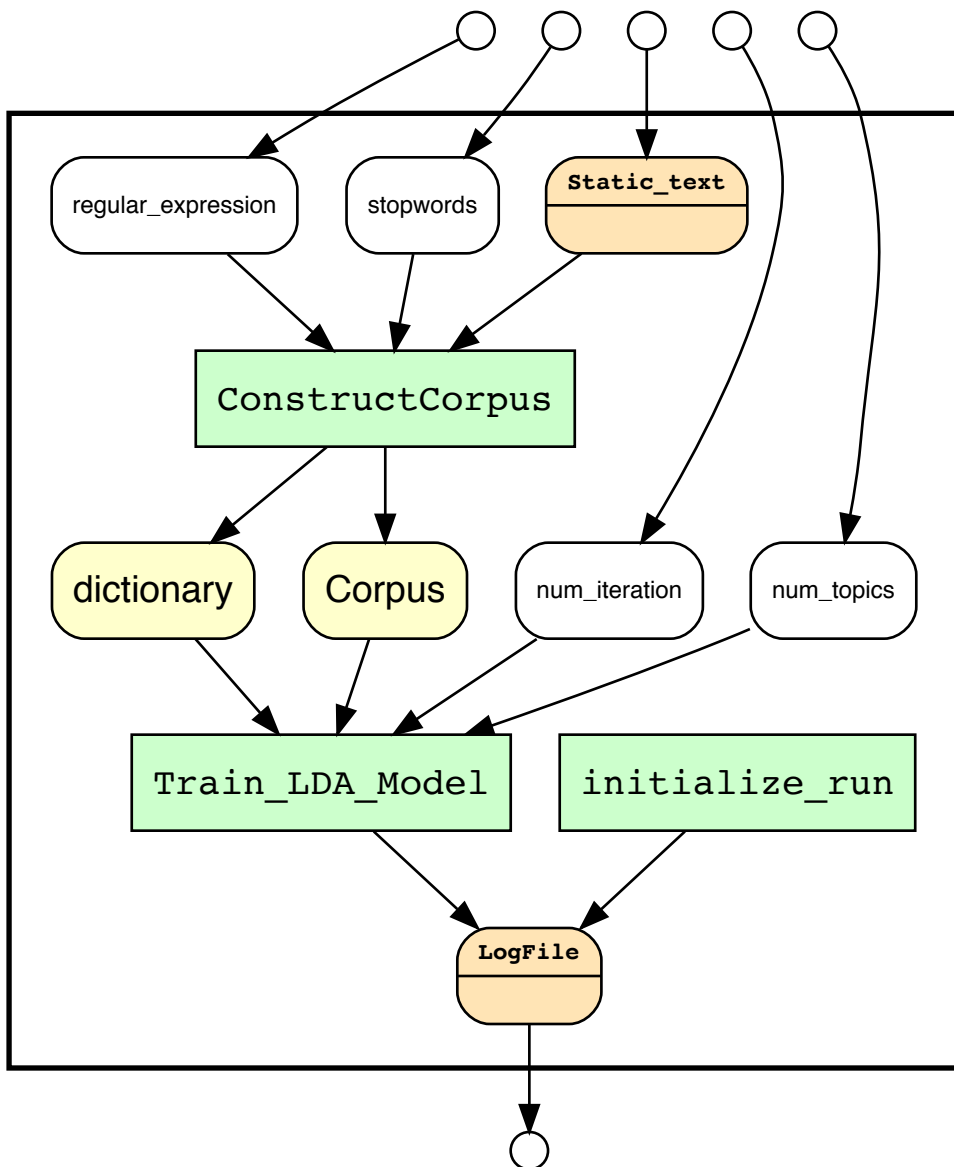 regular_expression
stopwords
Static_text
ConstructCorpus
dictionary
Corpus
num_iteration
num_topics
Train_LDA_Model
initialize_run
LogFile